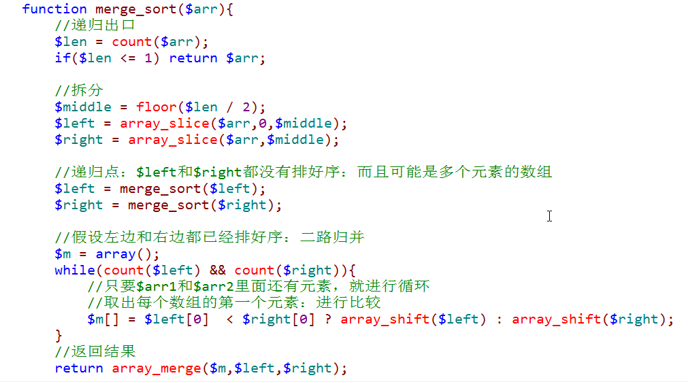 function merge_sort($arr){
//递归出口
$len = count($arr);
if($len <= 1) return $arr;
//拆分
$middle = floor($len / 2);
$left = array_slice($arr,0,$middle);
$right = array_slice($arr,$middle);
//递归点：$left和$right都没有排好序：而且可能是多个元素的数组
$left = merge_sort($left);
$right = merge_sort($right);
//假设左边和右边都已经排好序：二路归并
$m = array();
while(count($left) && count($right)){
//只要$arr1和$arr2里面还有元素，就进行循环
//取出每个数组的第一个元素：进行比较
$m[] = $left[0]  < $right[0] ? array_shift($left) : array_shift($right);
}
//返回结果
return array_merge($m,$left,$right);